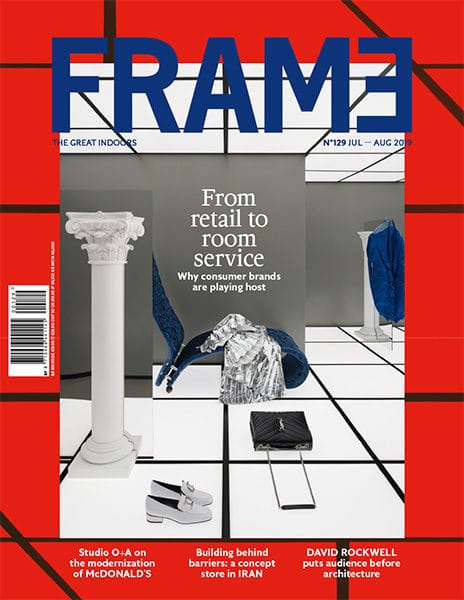 FRAME
THE GREAT INDOORS
N°129 JUL — AUG 2019
From
retail to
room
service
Why consumer brands
are playing host
Studio O+A on
the modernization
of McDONALD'S
Building behind
barriers: a concept
store in IRAN
DAVID ROCKWELL
puts audience before
architecture